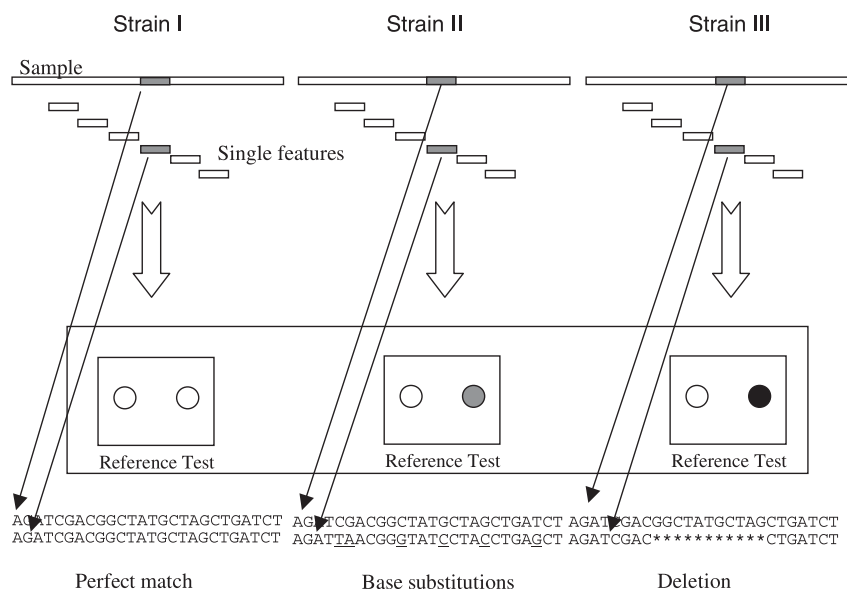 Strain I
Strain II
Strain III
Sample
Single features
Reference Test
Reference Test
Reference Test
AGATCGACGGCTATGCTAGCTGATCT
AGATCGACGGCTATGCTAGCTGATCT
AGATCGACGGCTATGCTAGCTGATCT
AGATTAACGGGTATCCTACCTGAGCT
AGATCGACGGCTATGCTAGCTGATCT
AGATCGAC***********CTGATCT
Perfect match
Base substitutions
Deletion